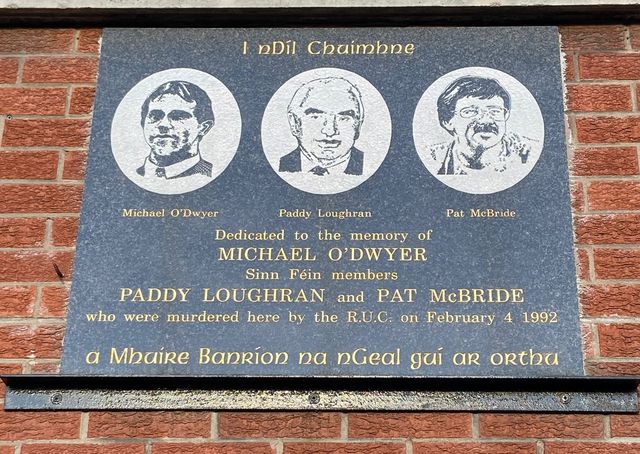 I nDíl Chuimhne
Michael O'Dwyer Paddy Loughran Pat McBride
Dedicated to the memory of
MICHAEL O'DWYER
Sinn Féin members
PADDY LOUGHRAN and PAT McBRIDE
who were murdered here by the R.U.C. on February 4 1992
a Mhaire Banríon na nGeal guí ar orthu